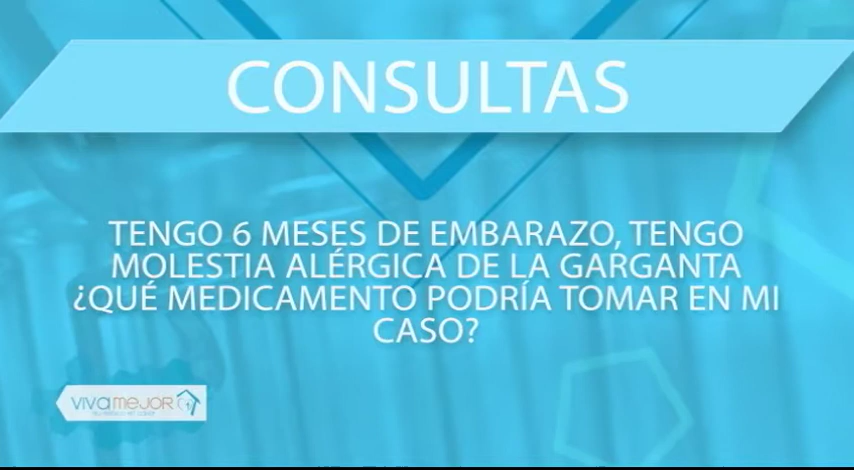 CONSULTAS
TENGO 6 MESES DE EMBARAZO, TENGO
MOLESTIA ALÉRGICA DE LA GARGANTA
¿QUÉ MEDICAMENTO PODRÍA TOMAR EN MI
CASO?
VIVAMEJOR